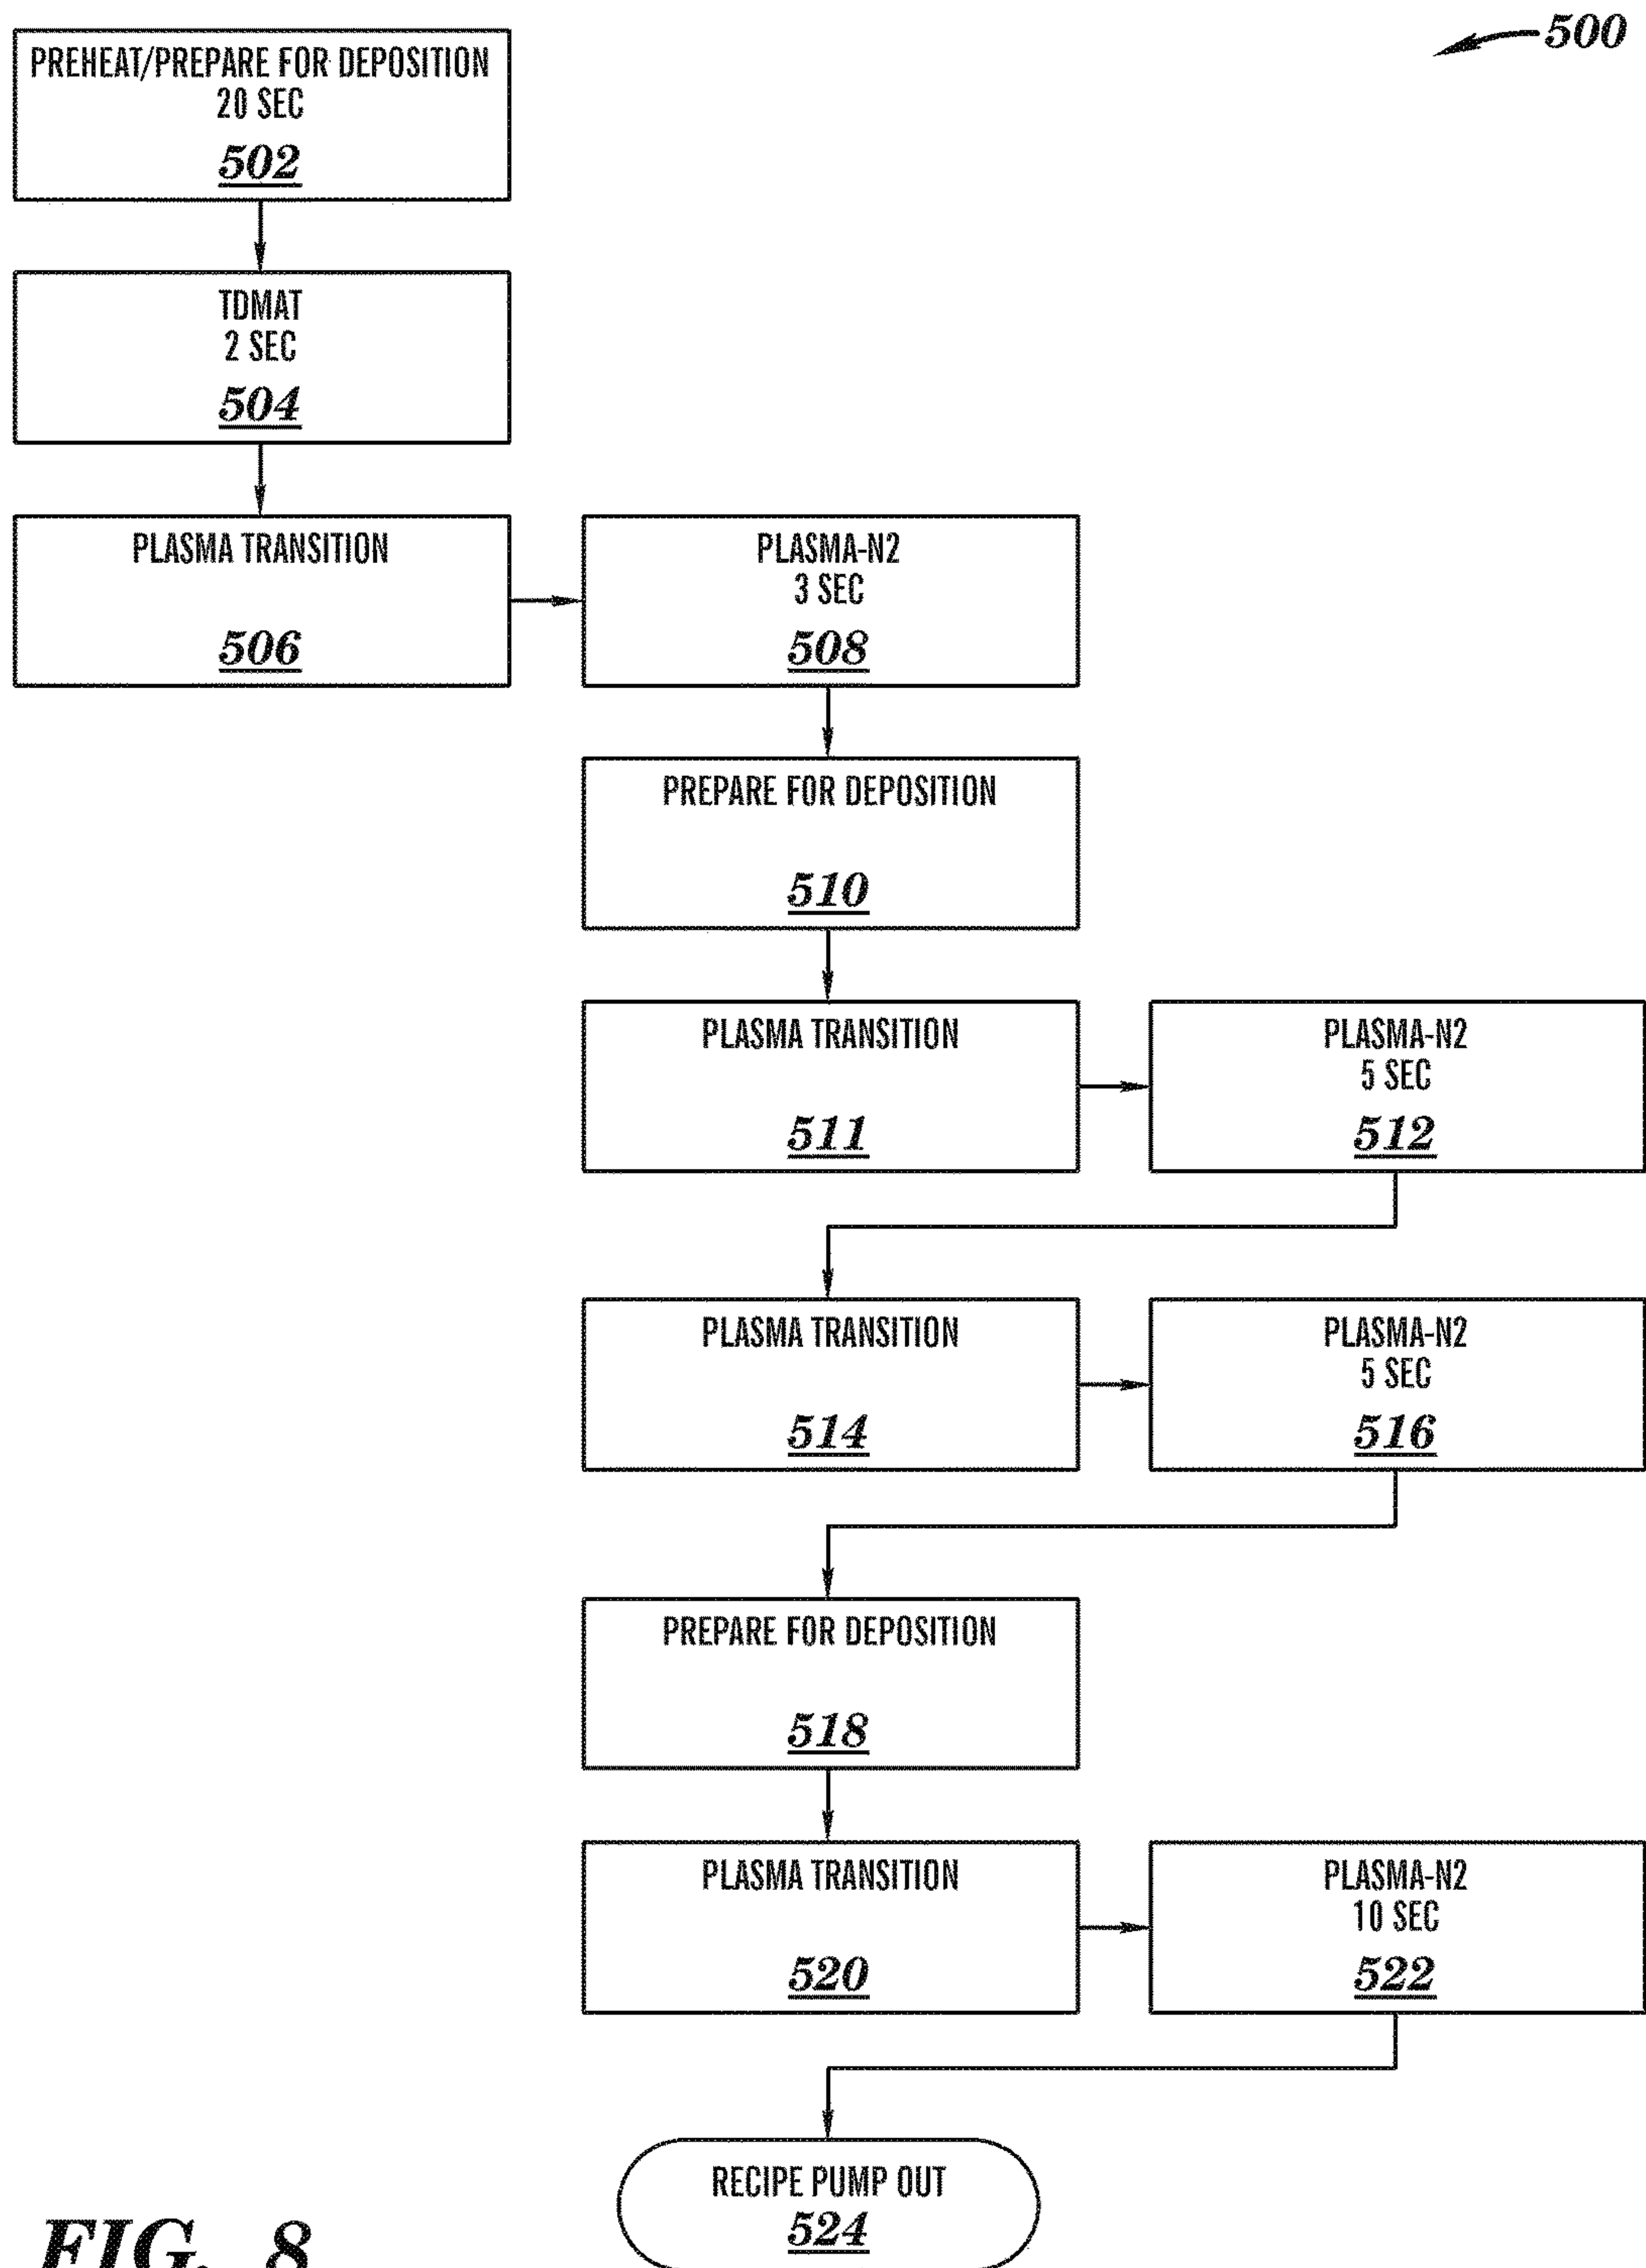 500
PREHEAT/PREPARE FOR DEPOSITION
20 SEC
502
TDMAT
2 SEC
504
PLASMA TRANSITION
506
PLASMA-N2
3 SEC
508
PREPARE FOR DEPOSITION
510
PLASMA TRANSITION
511
PLASMA-N2
5 SEC
512
PLASMA TRANSITION
514
PLASMA-N2
5 SEC
516
PREPARE FOR DEPOSITION
518
PLASMA TRANSITION
520
PLASMA-N2
10 SEC
522
RECIPE PUMP OUT
524
FIG. 8